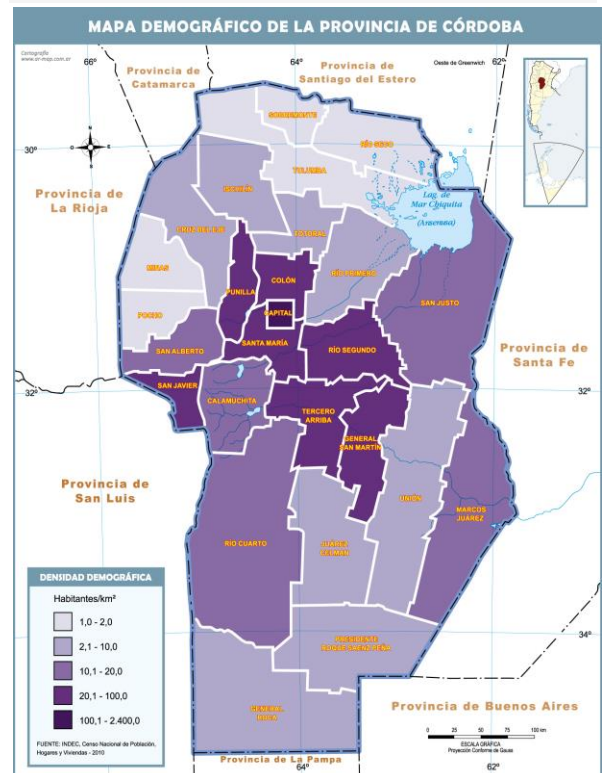 MAPA DEMOGRÁFICO DE LA PROVINCIA DE CÓRDOBA
Cartografía
www.ar-map.com.ar
66°
64°
62°
Oeste de Greenwich
Provincia de
Catamarca
Provincia de
Santiago del Estero
N
30°
SOBREMONTE
RÍO SECO
TULUMBA
Lag. de
Mar Chiquita
(Ansenuza)
ISCHILÍN
Provincia de
La Rioja
CRUZ DEL EJE
TOTORAL
RÍO PRIMERO
MINAS
PUNILLA
COLÓN
SAN JUSTO
POCHO
CAPITAL
SANTA MARÍA
RÍO SEGUNDO
SAN ALBERTO
Provincia de
Santa Fe
SAN JAVIER
32°
32°
CALAMUCHITA
TERCERO
ARRIBA
GENERAL
SAN MARTÍN
Provincia de
San Luis
UNIÓN
MARCOS
JUÁREZ
RÍO CUARTO
JUÁREZ
CELMAN
DENSIDAD DEMOGRÁFICA
Habitantes/km²
1,0 - 2,0
2,1 - 10,0
10,1 - 20,0
20,1 - 100,0
100,1 - 2.400,0
FUENTE: INDEC, Censo Nacional de Población,
Hogares y Viviendas - 2010
34°
PRESIDENTE
ROQUE SAENZ PEÑA
GENERAL
ROCA
Provincia de Buenos Aires
0 25 50 75 100 km
ESCALA GRÁFICA
Proyección Conforme de Gauss
Provincia de La Pampa
64°
62°